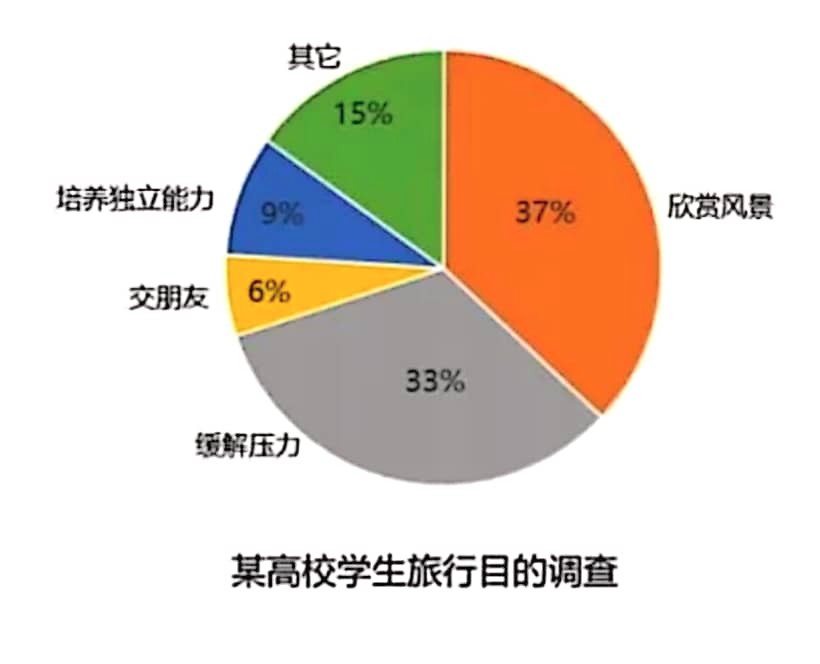 其它
15%
培养独立能力
9%
37%
欣赏风景
交朋友
6%
33%
缓解压力
某高校学生旅行目的调查